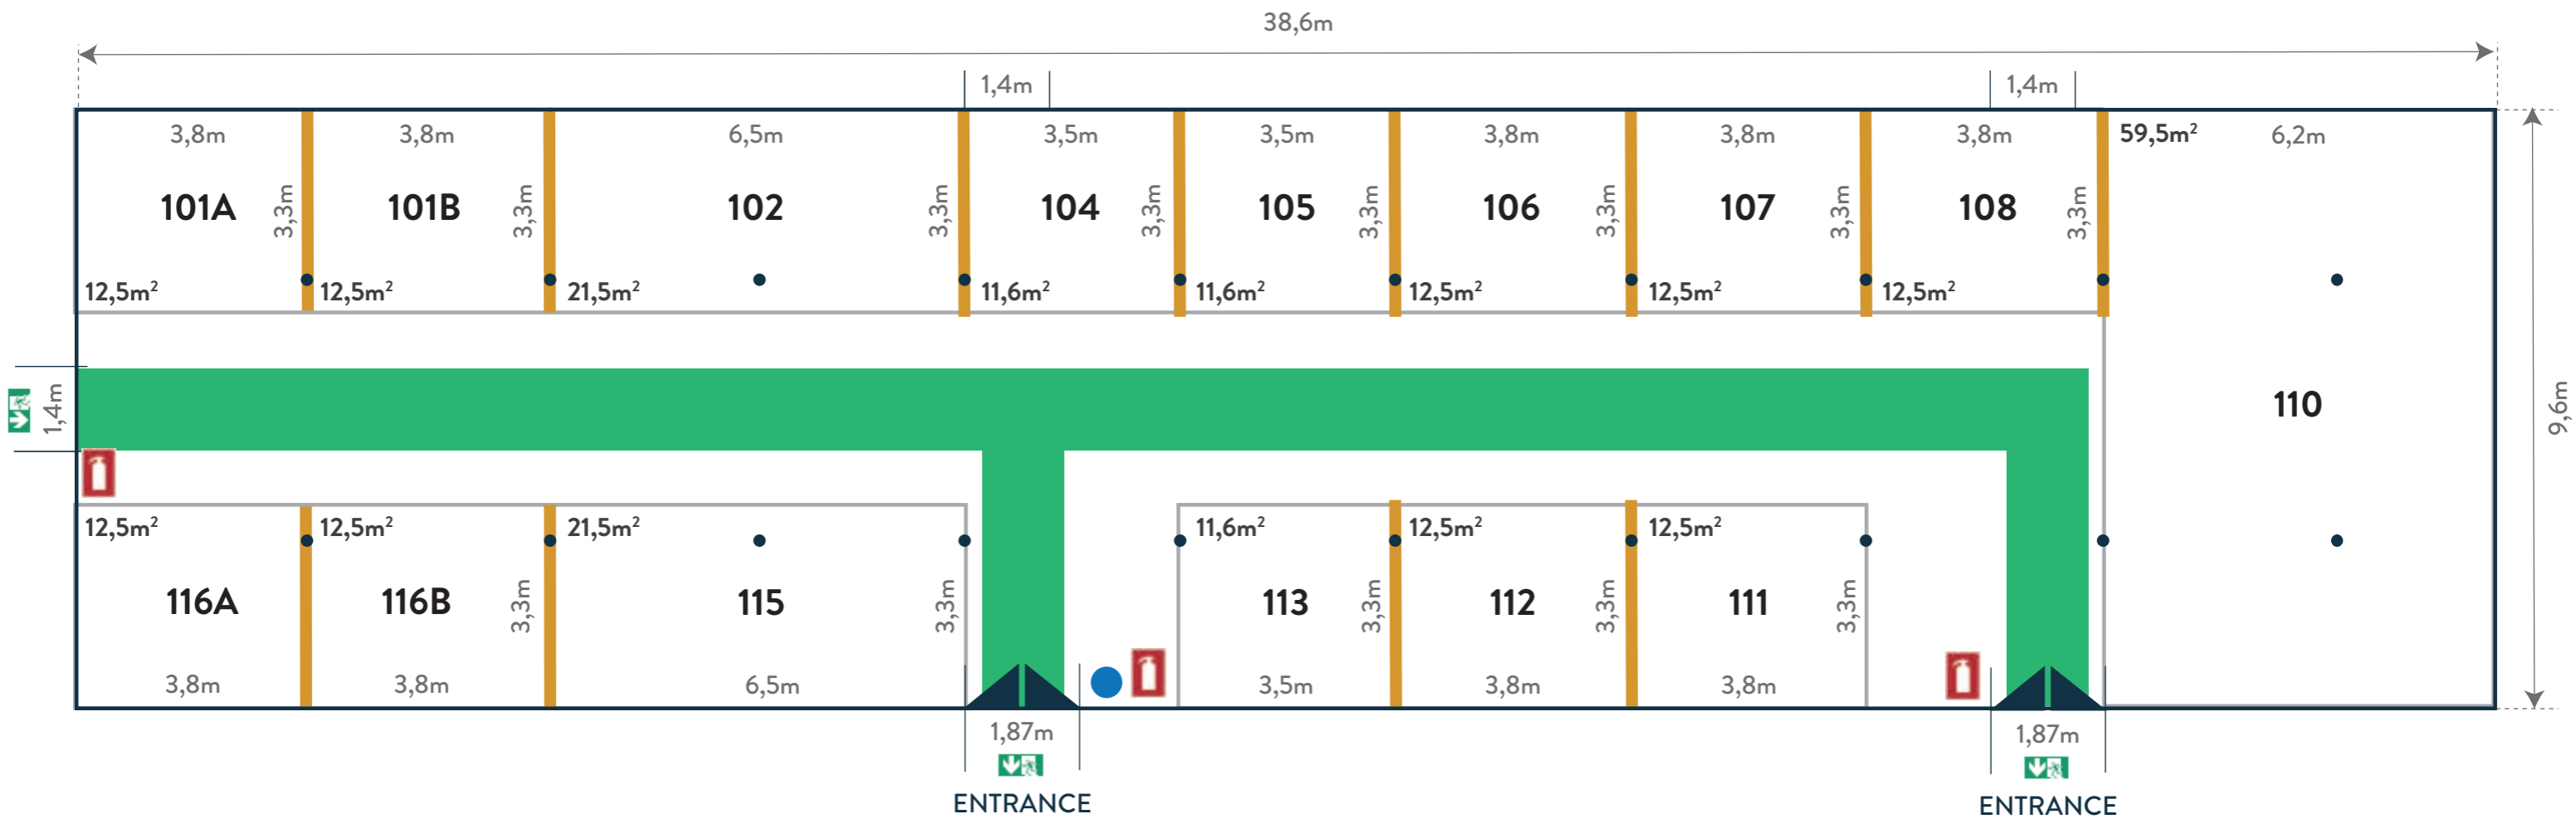 38,6m
1,4m
1,4m
3,8m
3,8m
6,5m
3,5m
3,5m
3,8m
3,8m
3,8m
59,5m²
6,2m
101A
3,3m
101B
3,3m
102
3,3m
104
3,3m
105
3,3m
106
3,3m
107
3,3m
108
3,3m
12,5m²
12,5m²
21,5m²
11,6m²
11,6m²
12,5m²
12,5m²
12,5m²
1,4m
110
9,6m
12,5m²
12,5m²
21,5m²
11,6m²
12,5m²
12,5m²
116A
116B
3,3m
115
3,3m
113
3,3m
112
3,3m
111
3,3m
3,8m
3,8m
6,5m
3,5m
3,8m
3,8m
1,87m
1,87m
ENTRANCE
ENTRANCE